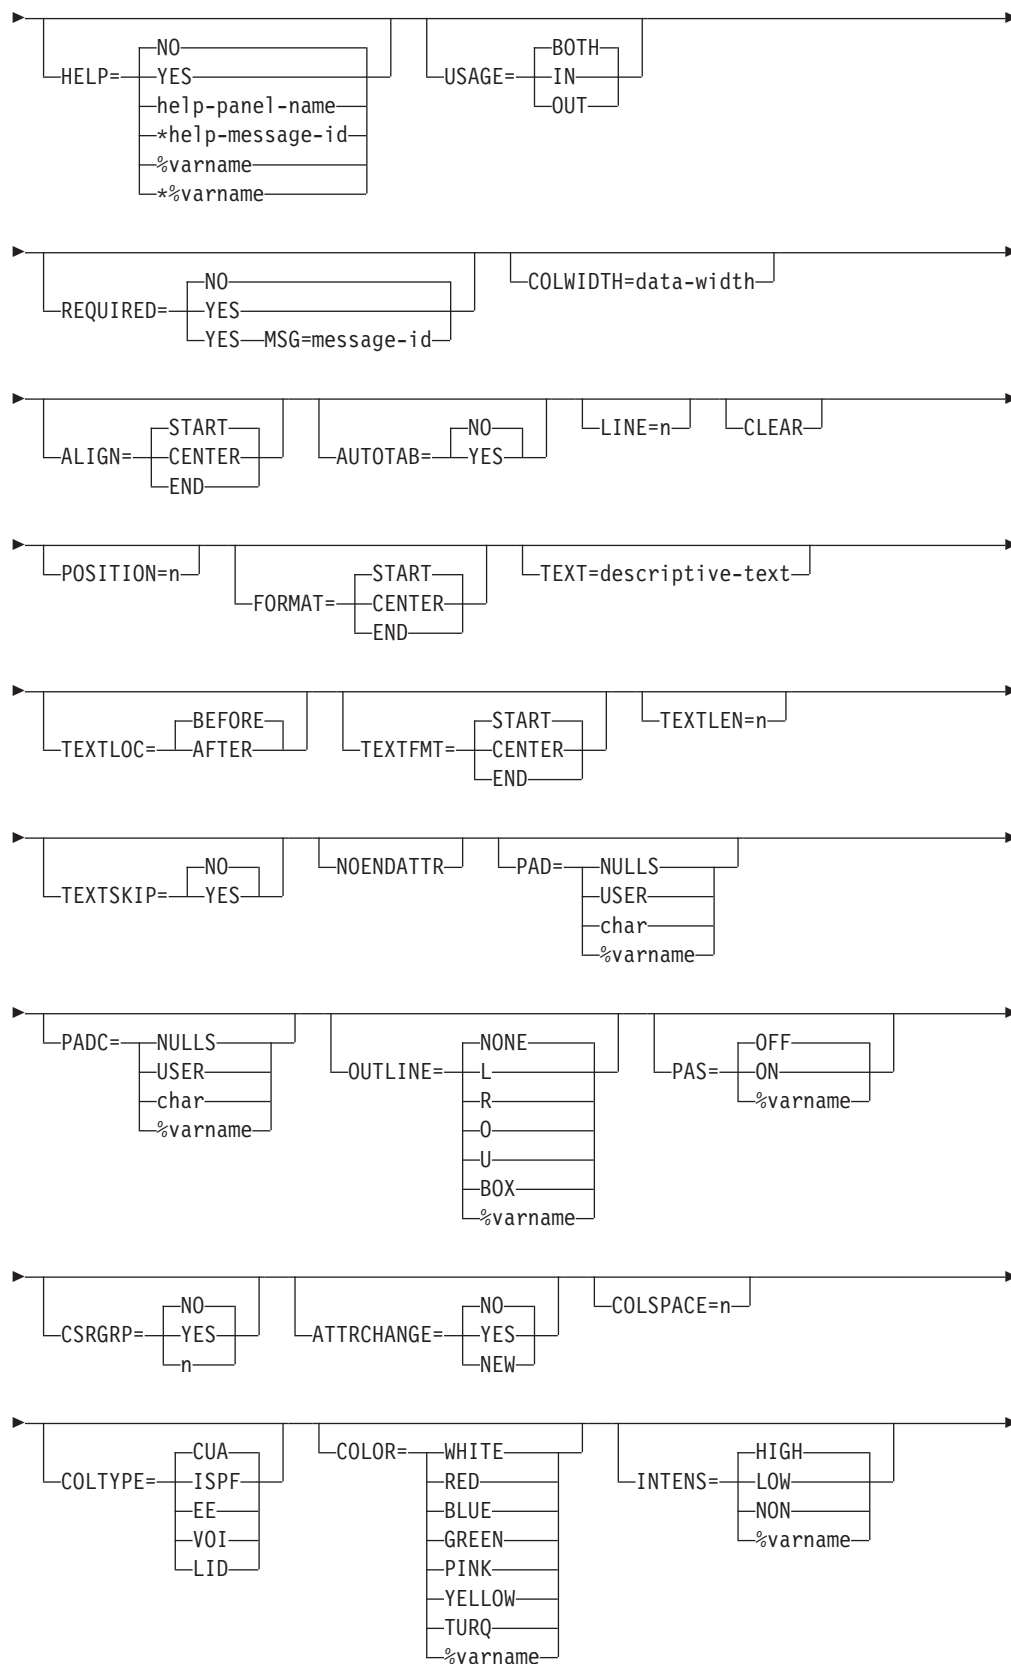 HELP= NO
YES
help-panel-name
*help-message-id
%varname
*%varname
USAGE= BOTH
IN
OUT
REQUIRED= NO
YES
YES MSG=message-id
COLWIDTH=data-width
ALIGN= START
CENTER
END
AUTOTAB= NO
YES
LINE=n
CLEAR
POSITION=n
FORMAT= START
CENTER
END
TEXT=descriptive-text
TEXTLOC= BEFORE
AFTER
TEXTFMT= START
CENTER
END
TEXTLEN=n
TEXTSKIP= NO
YES
NOENDATTR
PAD= NULLS
USER
char
%varname
PADC= NULLS
USER
char
%varname
OUTLINE= NONE
L
R
O
U
BOX
%varname
PAS= OFF
ON
%varname
CSRGRP= NO
YES
n
ATTRCHANGE= NO
YES
NEW
COLSPACE=n
COLTYPE= CUA
ISPF
EE
VOI
LID
COLOR= WHITE
RED
BLUE
GREEN
PINK
YELLOW
TURQ
%varname
INTENS= HIGH
LOW
NON
%varname